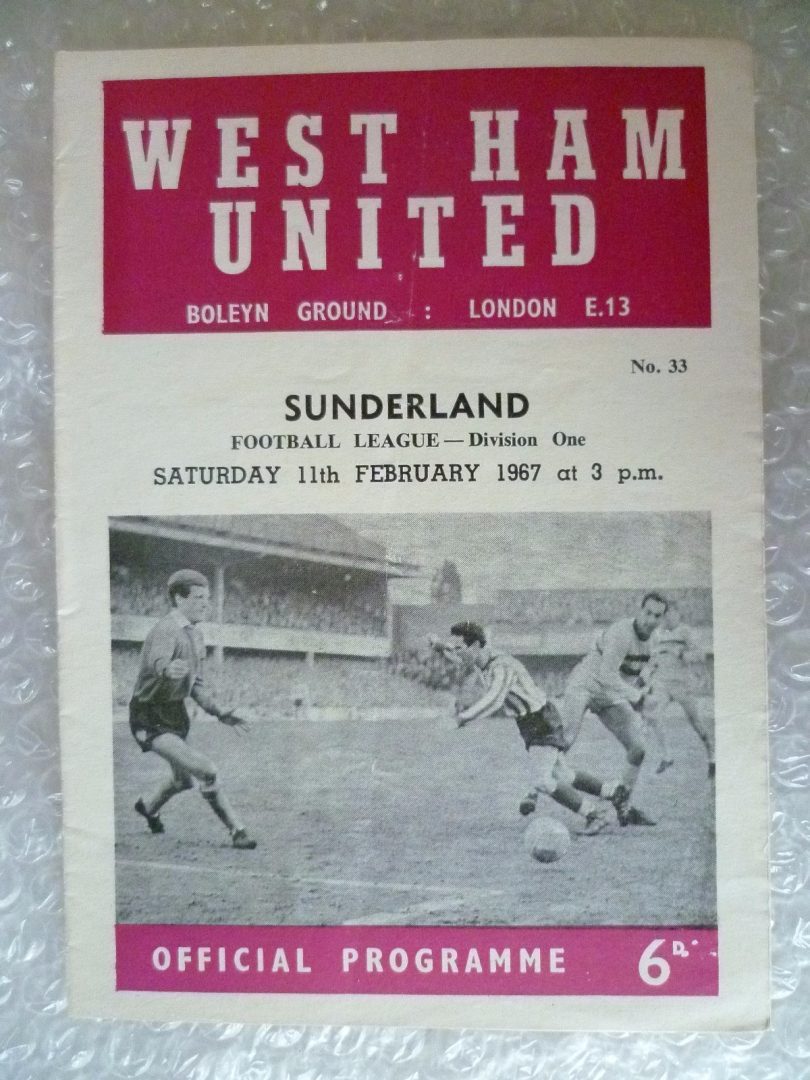 WEST HAM
UNITED
BOLEYN GROUND : LONDON E.13
No. 33
SUNDERLAND
FOOTBALL LEAGUE — Division One
SATURDAY 11th FEBRUARY 1967 at 3 p.m.
OFFICIAL PROGRAMME 6D.